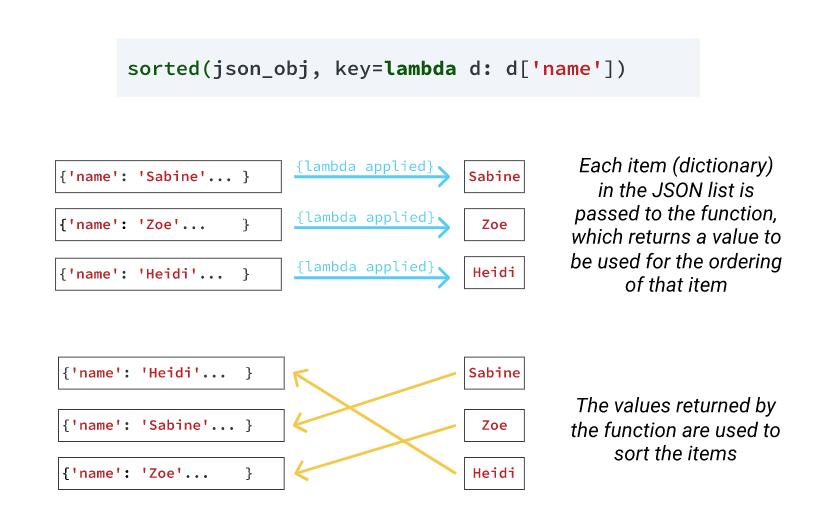 sorted(json_obj, key=lambda d: d['name'])
{'name': 'Sabine'... }
{lambda applied}
Sabine
{'name': 'Zoe'... }
{lambda applied}
Zoe
{'name': 'Heidi'... }
{lambda applied}
Heidi
Each item (dictionary)
in the JSON list is
passed to the function,
which returns a value to
be used for the ordering
of that item
{'name': 'Heidi'... }
Sabine
{'name': 'Sabine'... }
Zoe
{'name': 'Zoe'... }
Heidi
The values returned by
the function are used to
sort the items